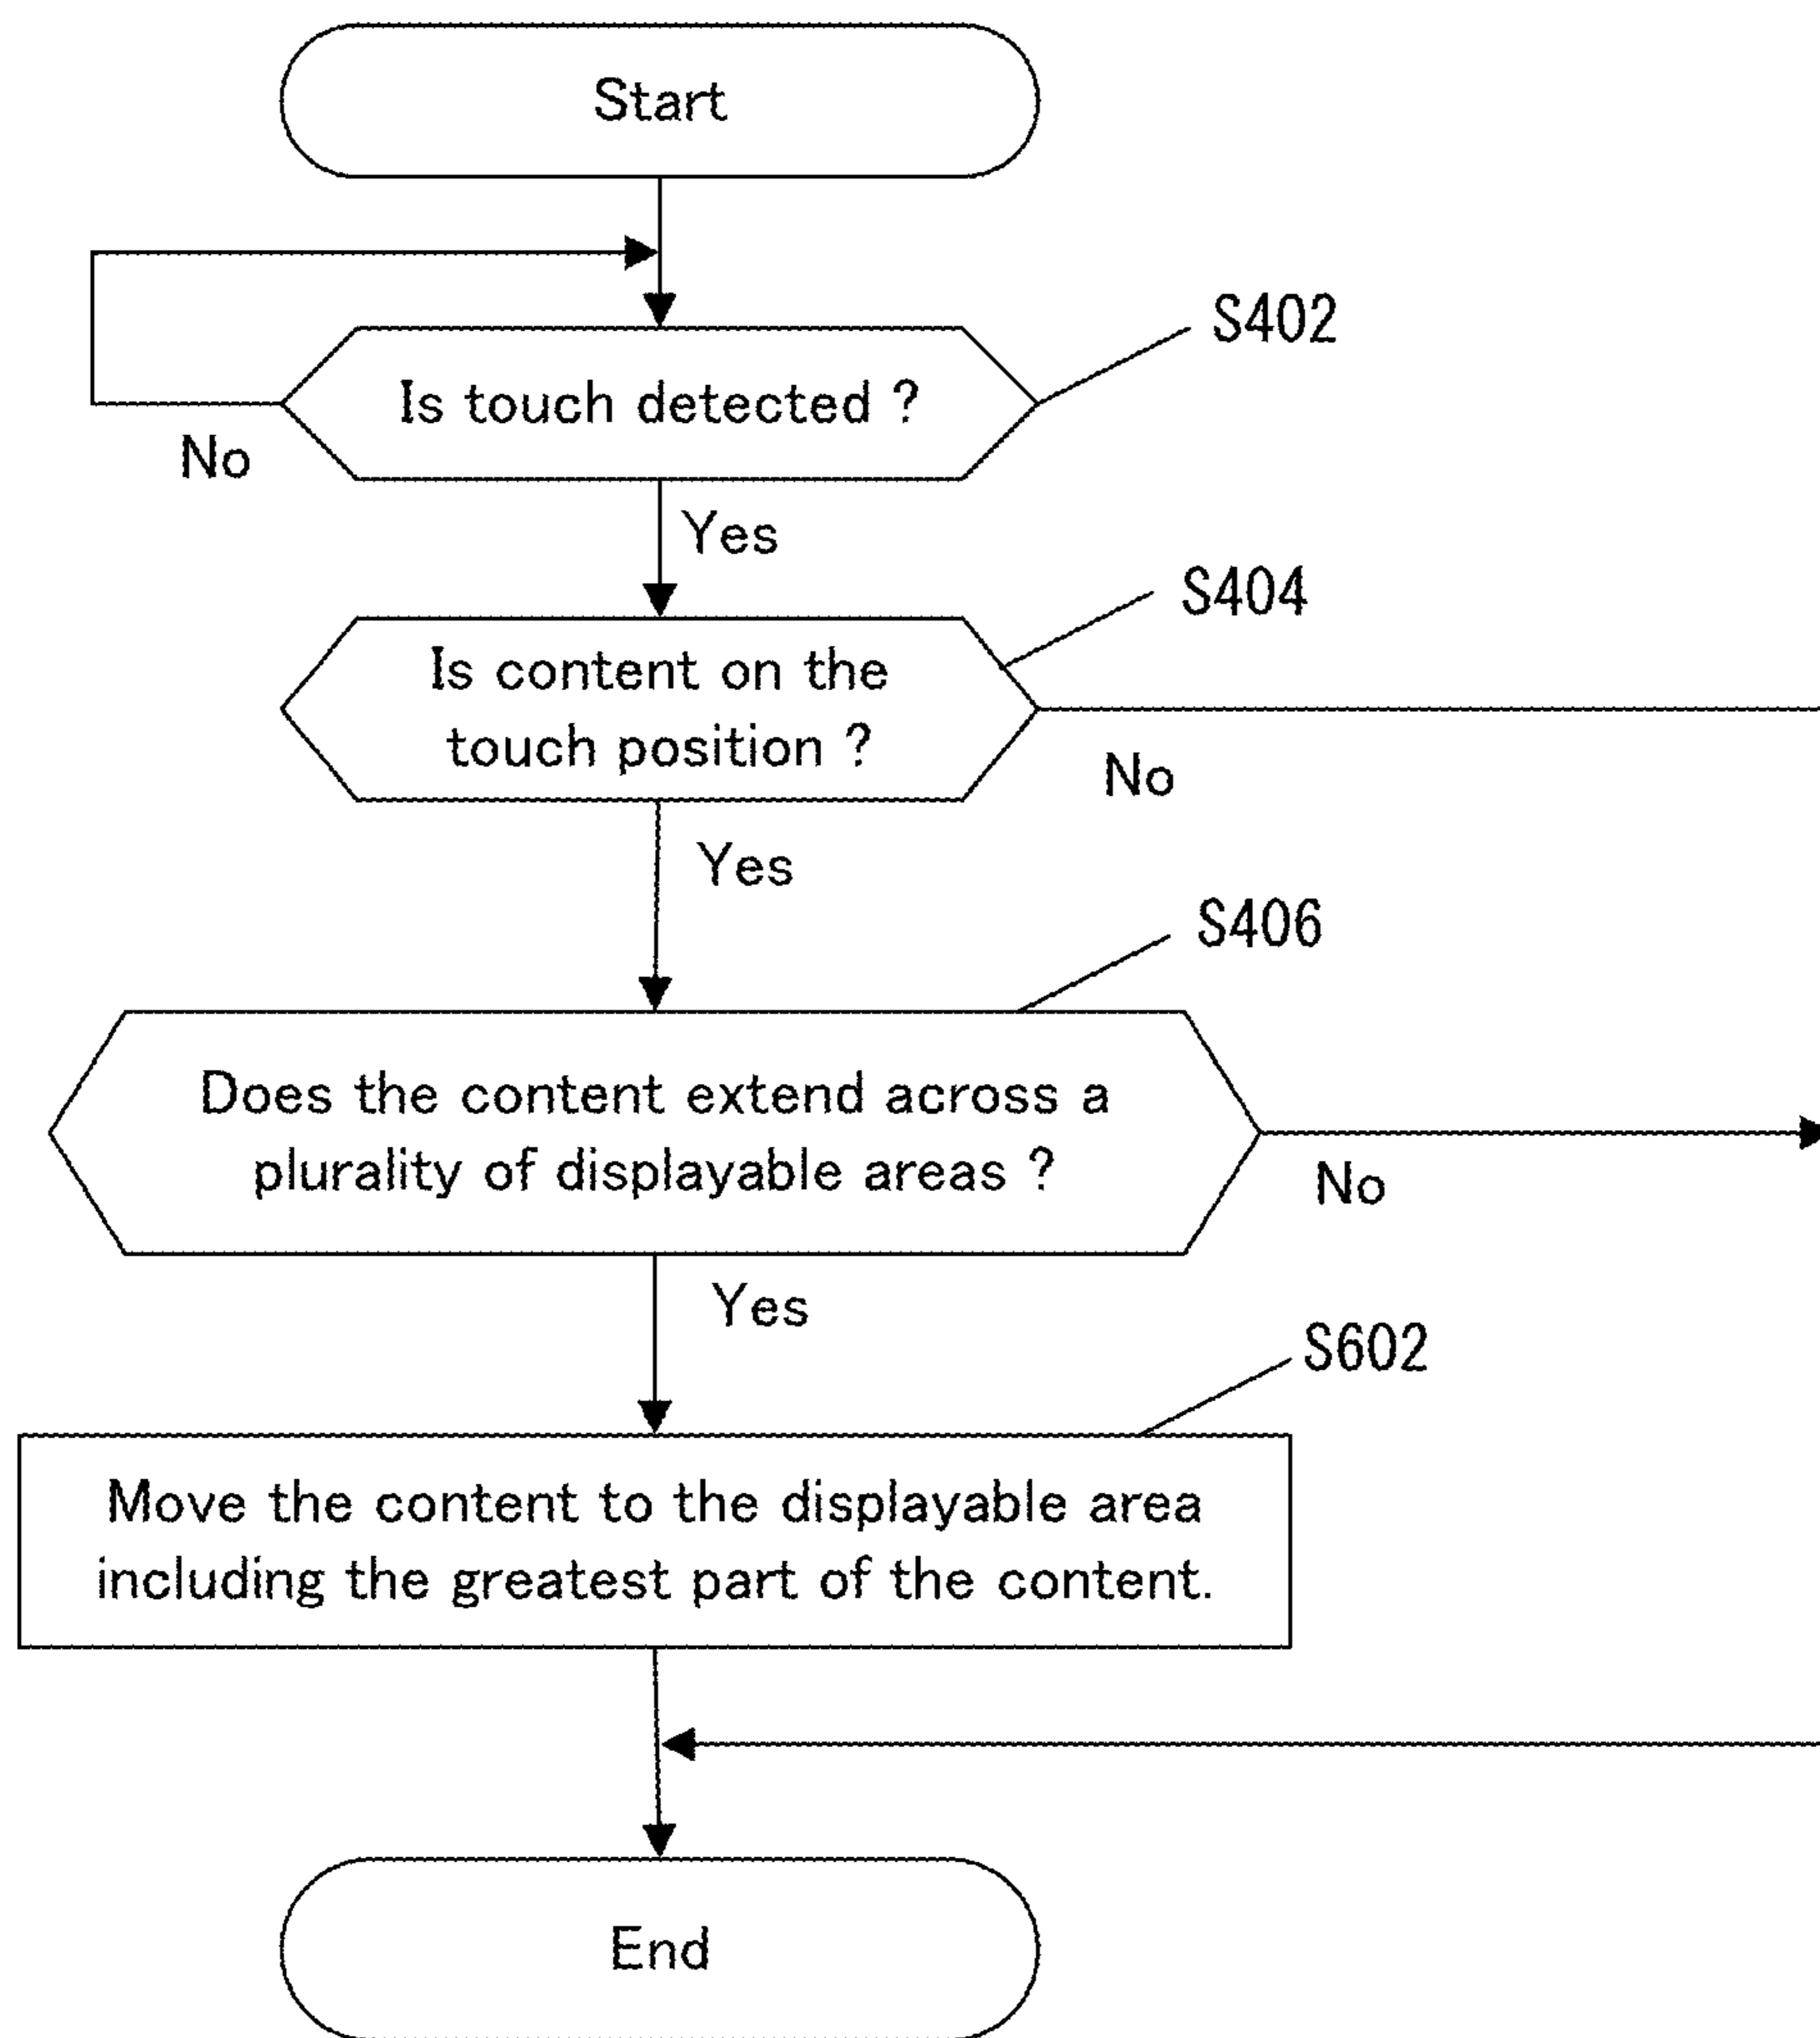 Start
S402
Is touch detected ?
No
Yes
S404
Is content on the
touch position ?
No
Yes
S406
Does the content extend across a
plurality of displayable areas ?
No
Yes
S602
Move the content to the displayable area
including the greatest part of the content.
End